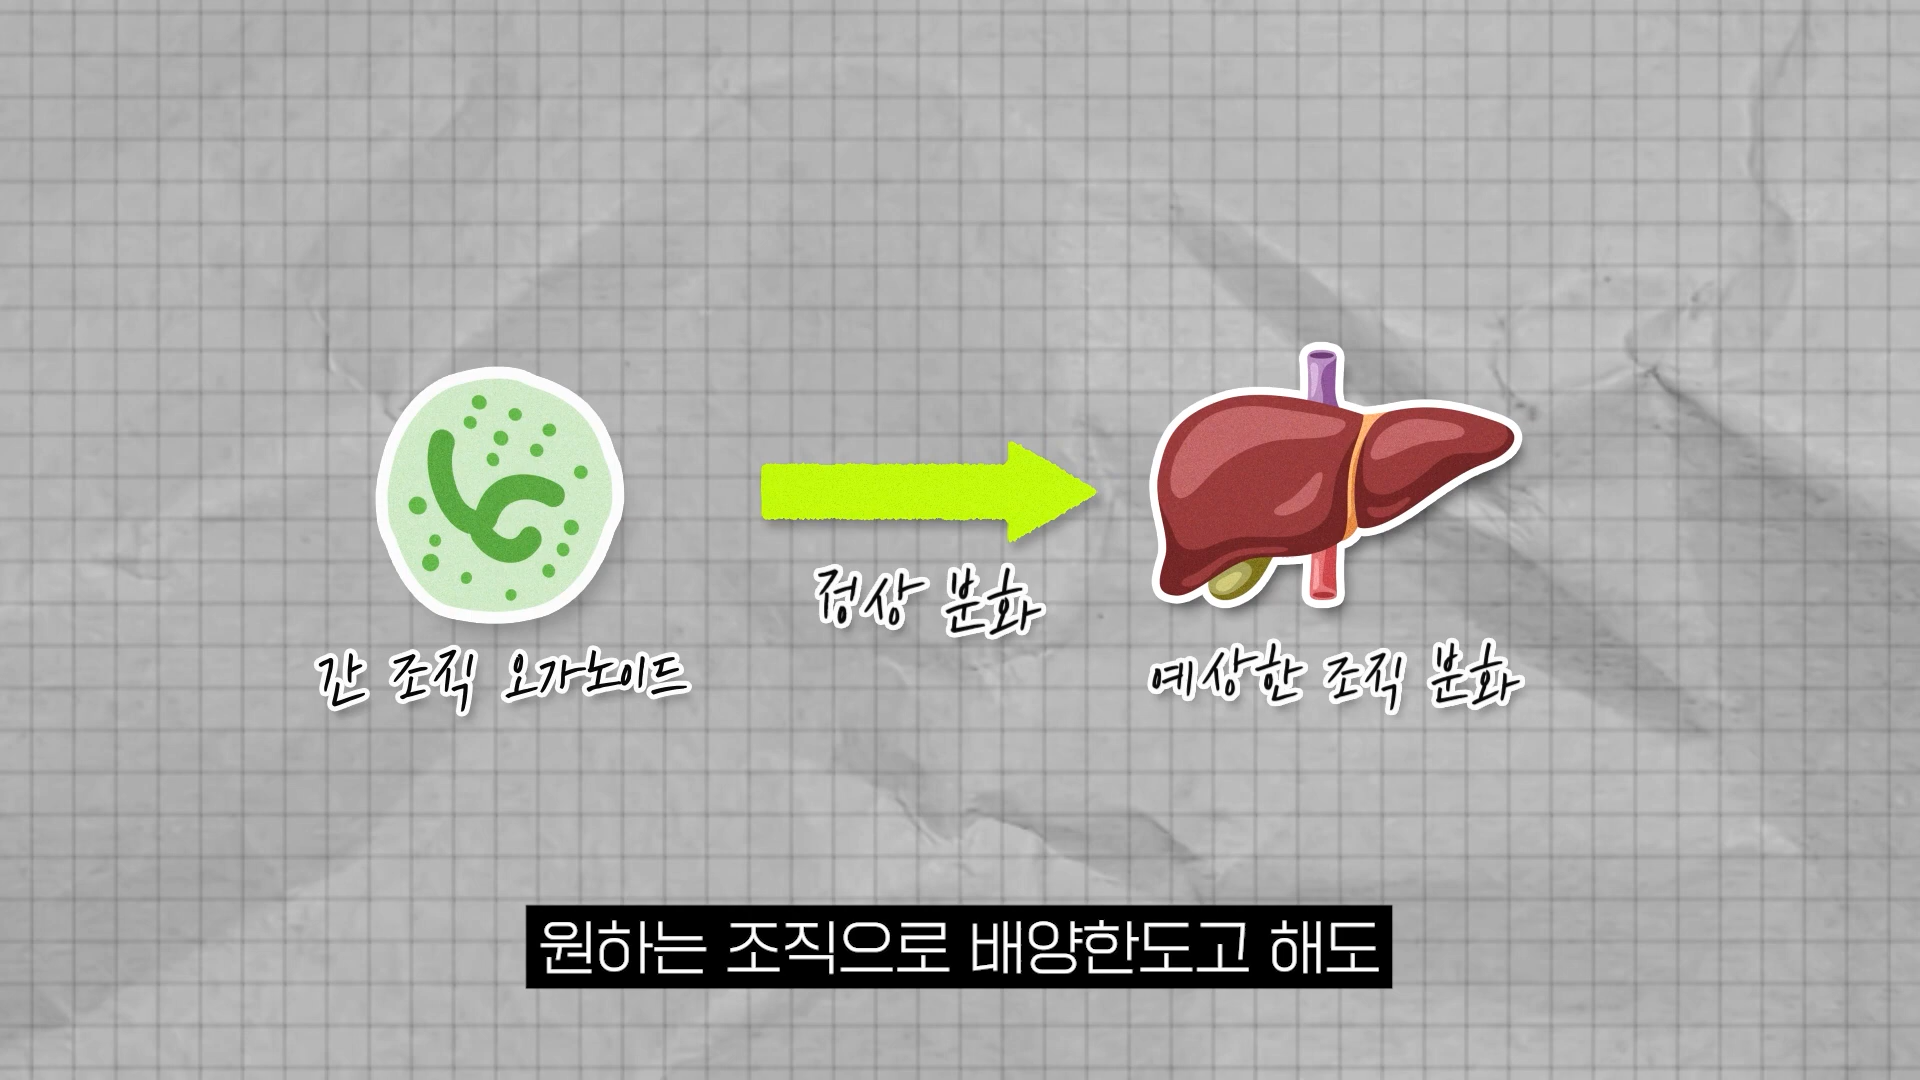 정상 분화
간 조직 오가노이드
예상한 조직 분화
원하는 조직으로 배양한도고 해도